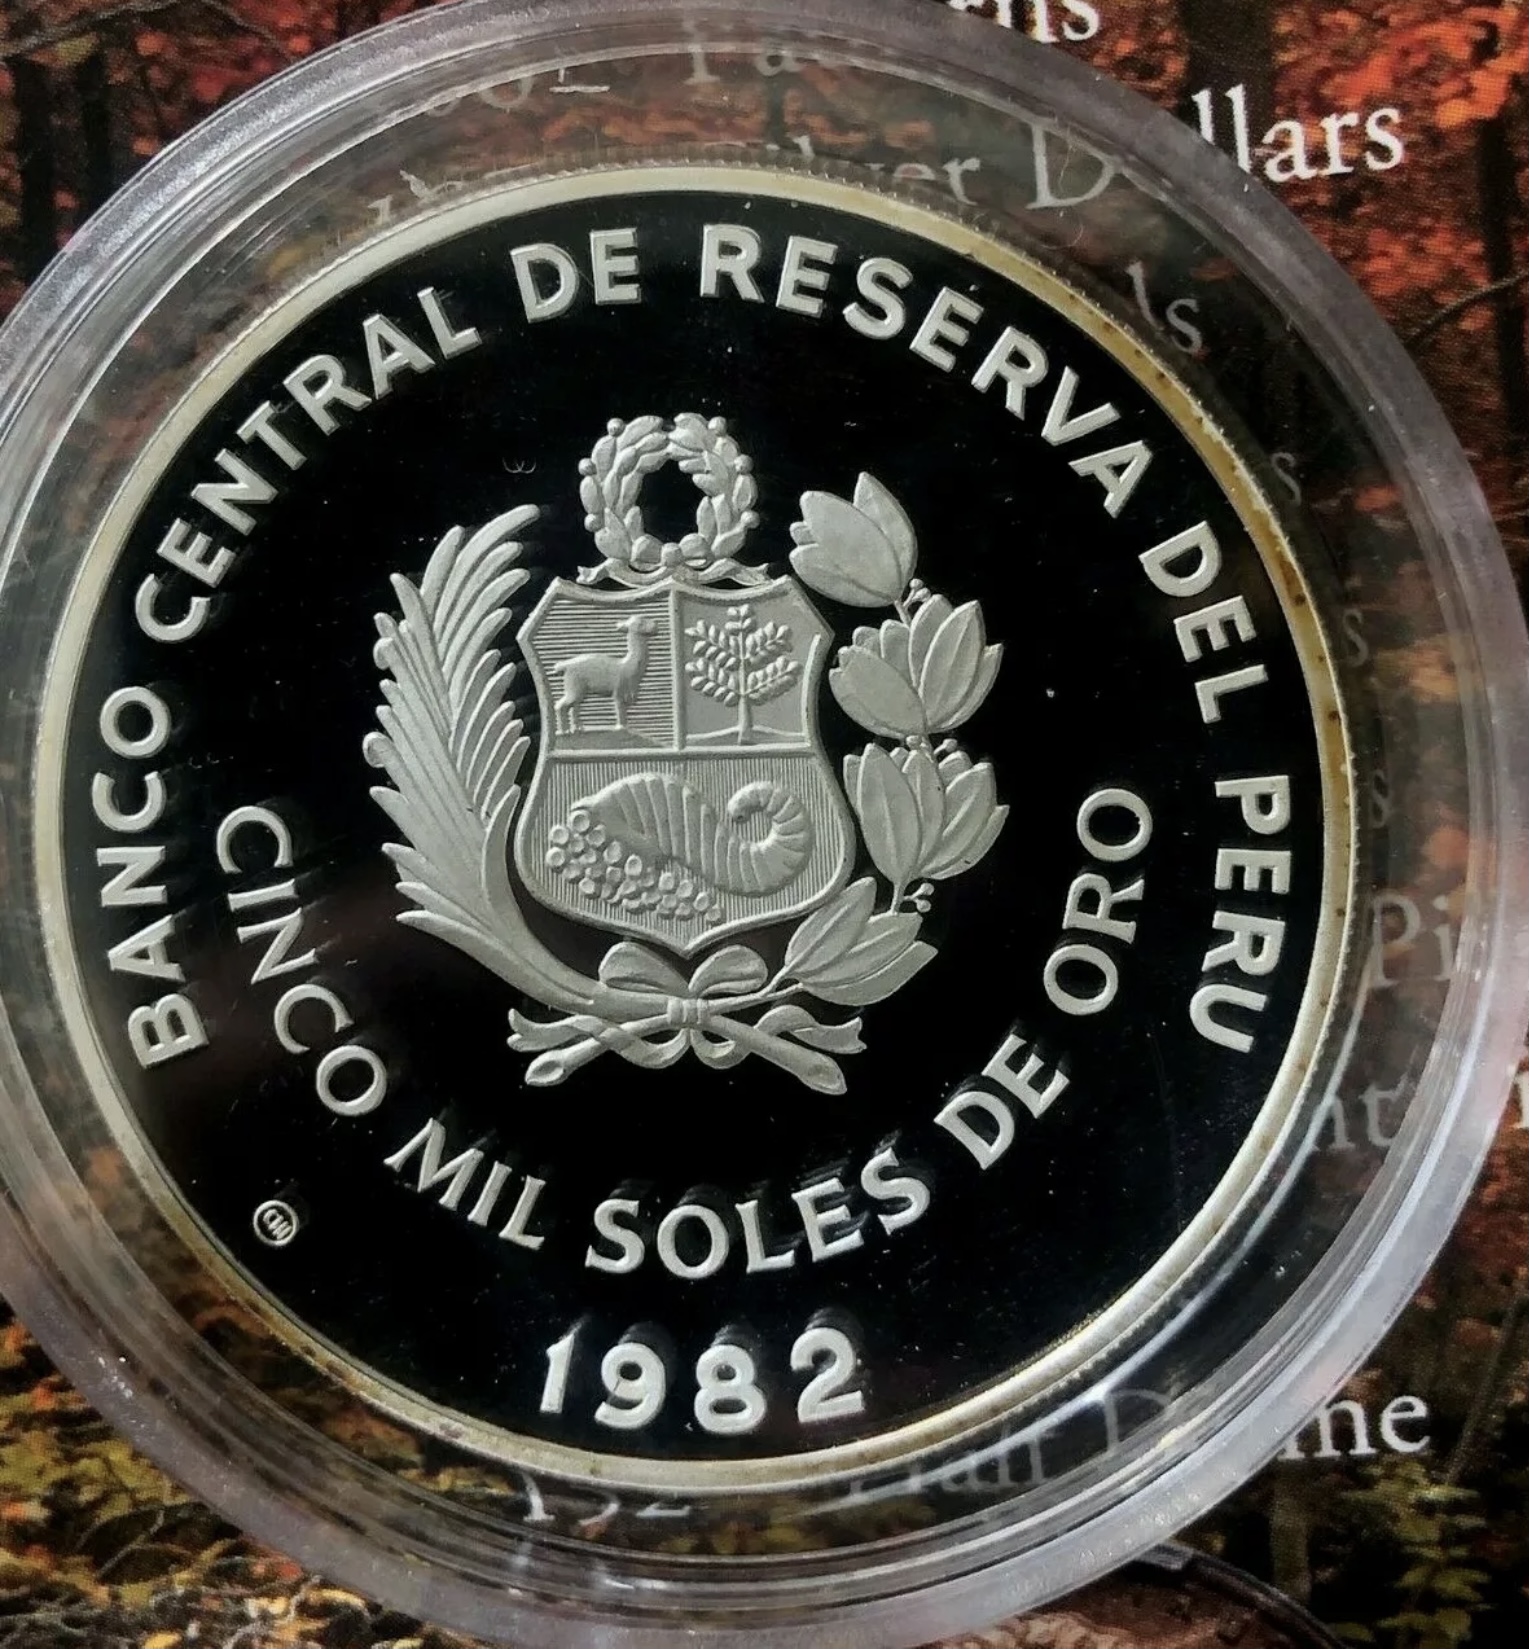 llars
BANCO CENTRAL DE RESERVA DEL PERU
CINCO MIL SOLES DE ORO
1982